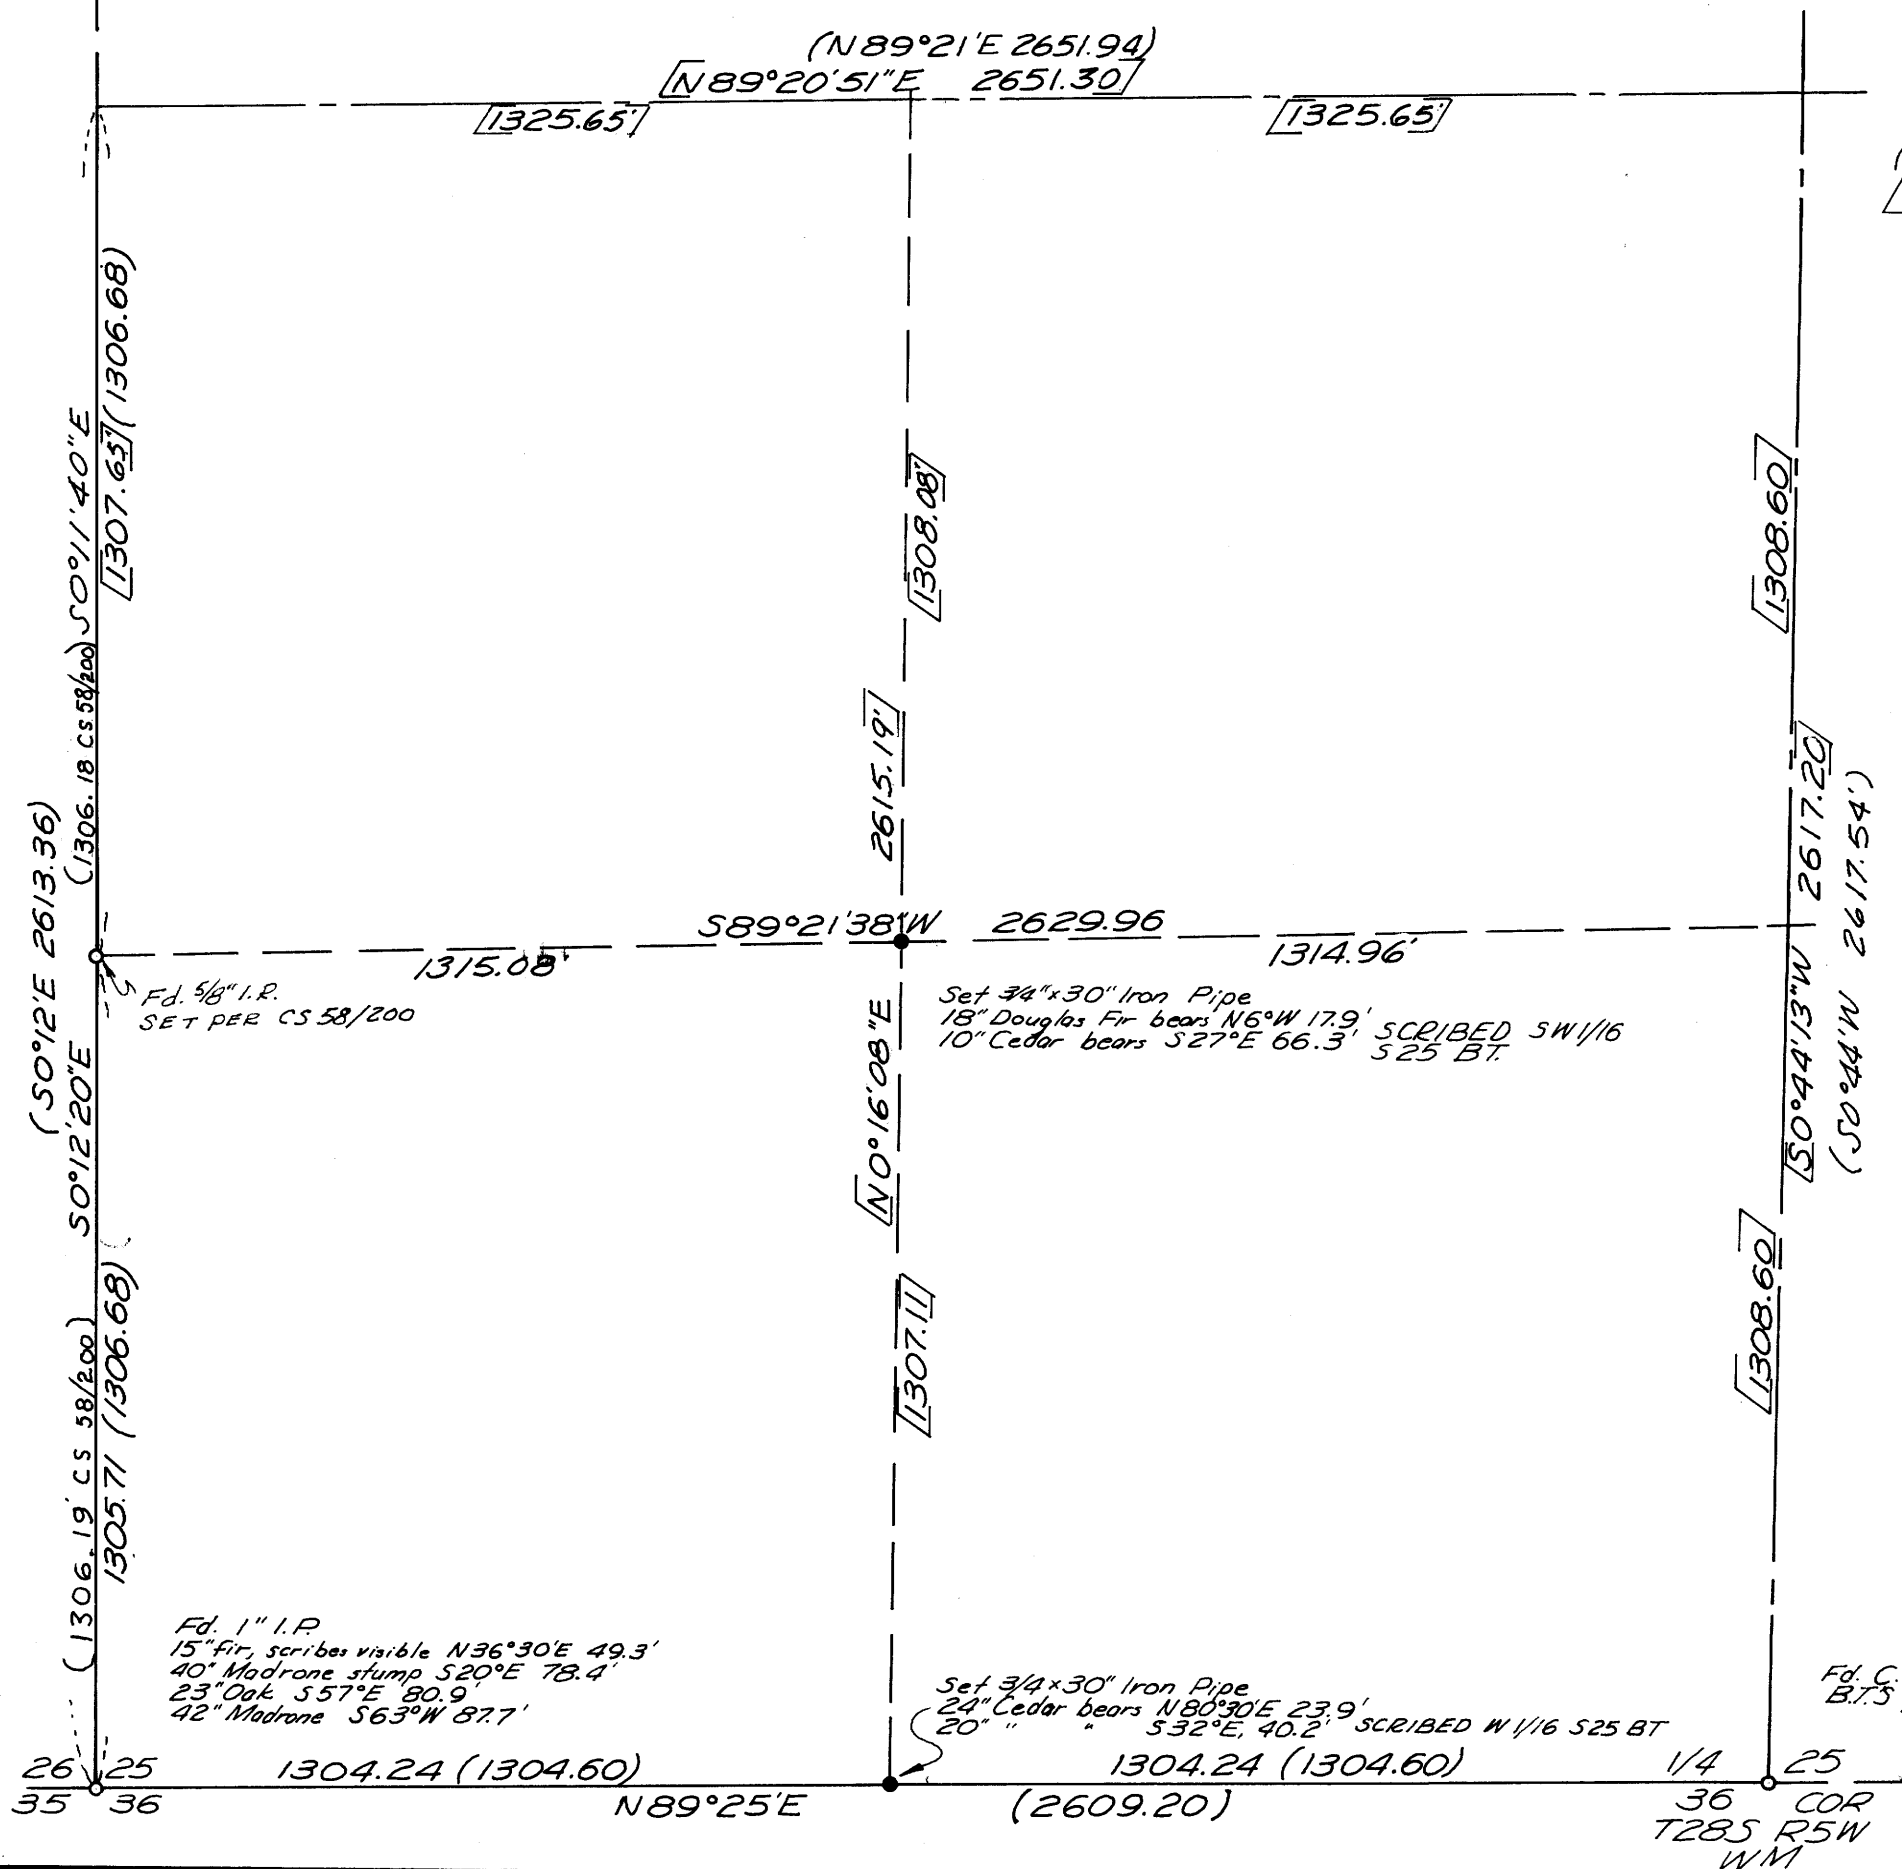 (N89°21'E 2651.94)
N89°20'51"E 2651.30
1325.65'
1325.65'
1307.65' (1306.68)
S0°11'40"E
(1306.18 CS 58/200)
1308.08'
1308.60
2615.19'
2617.20
S0°44'13"W
(S0°44'W 2617.54')
(S0°12'E 2613.36)
S0°12'20"E
S89°21'38"W 2629.96
1315.08'
1314.96'
Fd. 5/8" I.R.
SET PER CS 58/200
Set 3/4"x30" Iron Pipe
18" Douglas Fir bears N6°W 17.9'
10" Cedar bears S27°E 66.3'
SCRIBED SW1/16
S25 BT.
N0°16'08"E
1307.11
1308.60
(1306.19' CS 58/200)
1305.71 (1306.68)
Fd. 1" I.P.
15" fir, scribes visible N36°30'E 49.3'
40" Madrone stump S20°E 78.4'
23" Oak S57°E 80.9'
42" Madrone S63°W 87.7'
Set 3/4x30" Iron Pipe
24" Cedar bears N80°30'E 23.9'
20" " " S32°E, 40.2' SCRIBED W1/16 S25 BT
Fd. C.
B.T.S
26 25
35 36
1304.24 (1304.60)
1304.24 (1304.60)
N89°25'E (2609.20)
1/4 25
36 COR
T28S R5W
WM